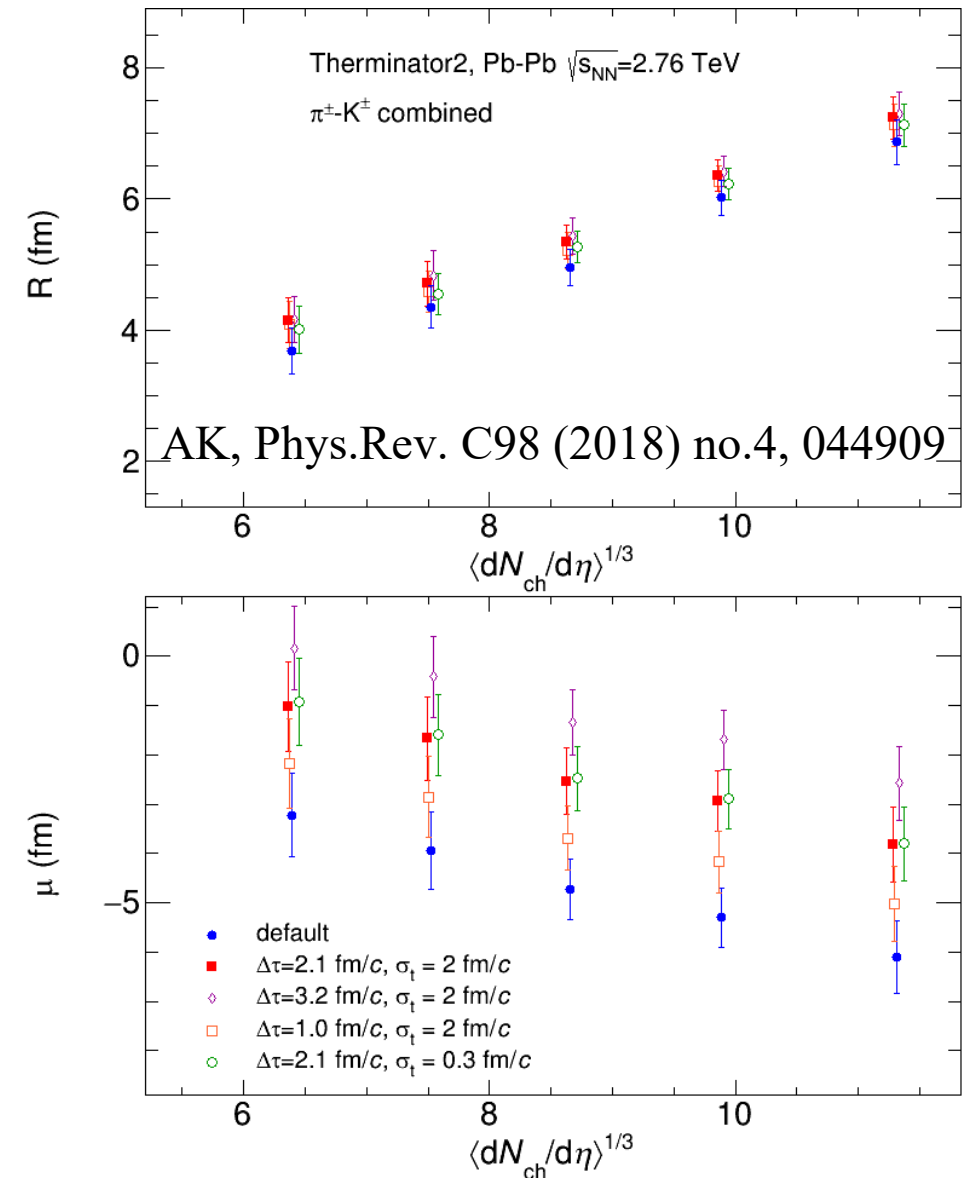 8
Therminator2, Pb-Pb √sNN=2.76 TeV
π±-K± combined
6
R (fm)
4
AK, Phys.Rev. C98 (2018) no.4, 044909
2
6 8 10
⟨dNch/dη⟩1/3
0
μ (fm)
−5
default
Δτ=2.1 fm/c, σt = 2 fm/c
Δτ=3.2 fm/c, σt = 2 fm/c
Δτ=1.0 fm/c, σt = 2 fm/c
Δτ=2.1 fm/c, σt = 0.3 fm/c
6 8 10
⟨dNch/dη⟩1/3